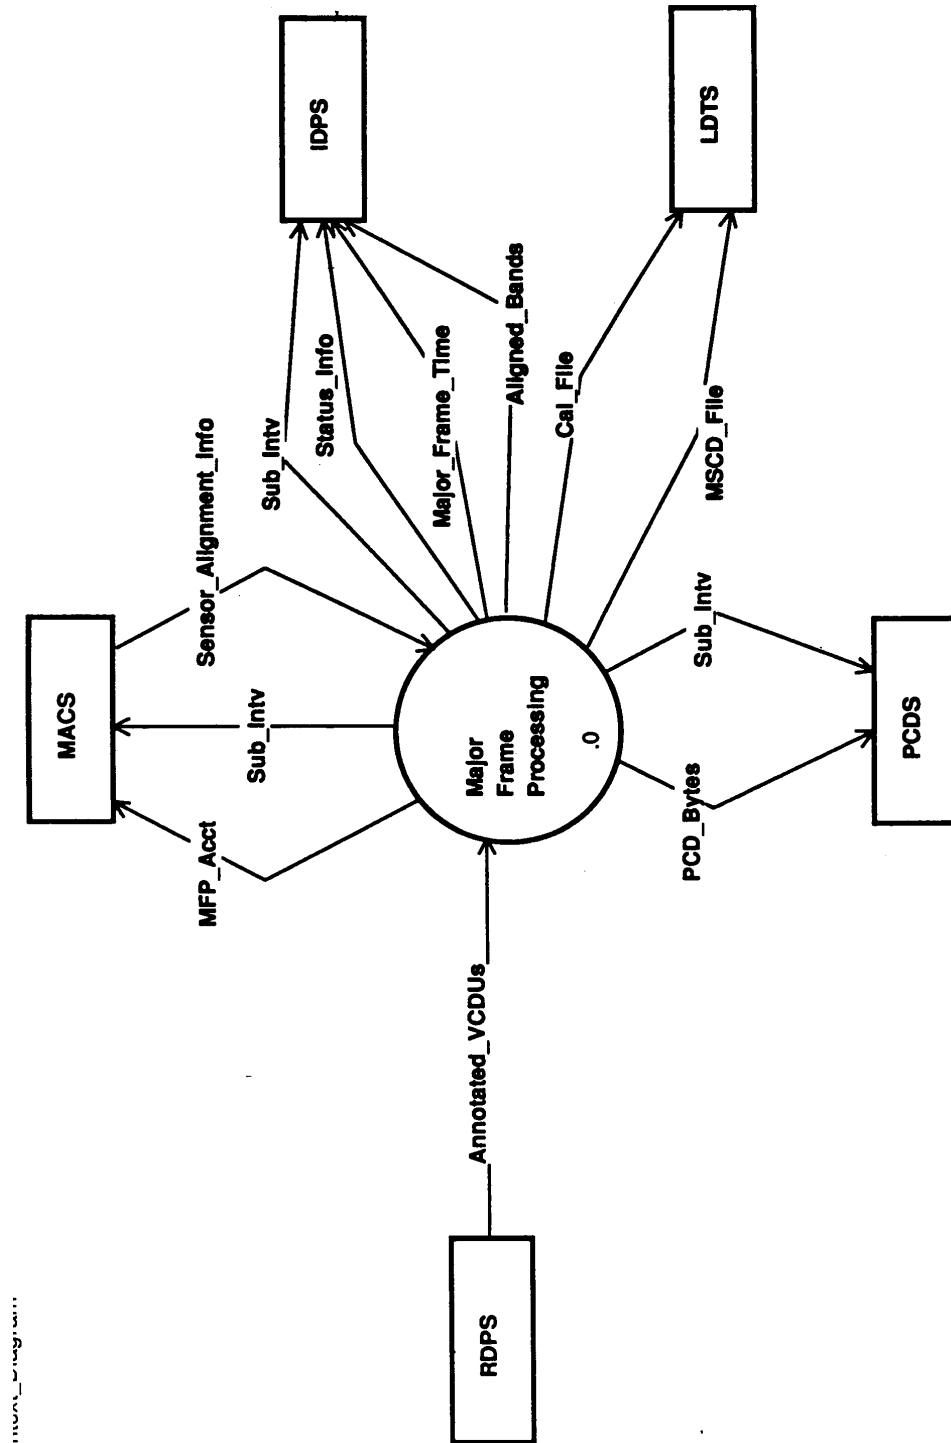 MACS
IDPS
LDTS
PCDS
RDPS
Major
Frame
Processing
.0
MFP_Acct
Sub_Intv
Sensor_Alignment_Info
Sub_Intv
Status_Info
Major_Frame_Time
Aligned_Bands
Cal_File
MSCD_File
Sub_Intv
PCD_Bytes
Annotated_VCDUs